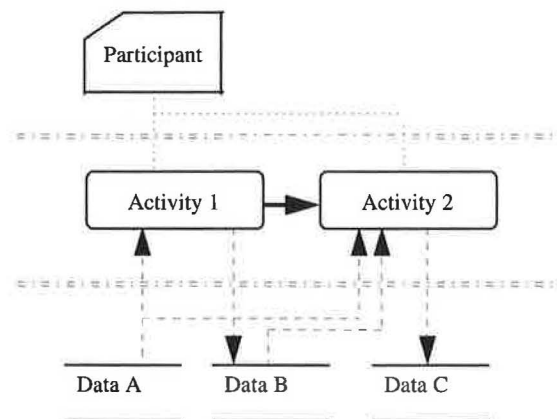 Participant
Activity 1
Activity 2
Data A
Data B
Data C